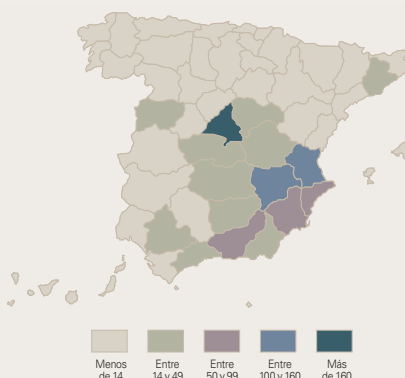 Menos
de 14
Entre
14 y 49
Entre
50 y 99
Entre
100 y 160
Más
de 160